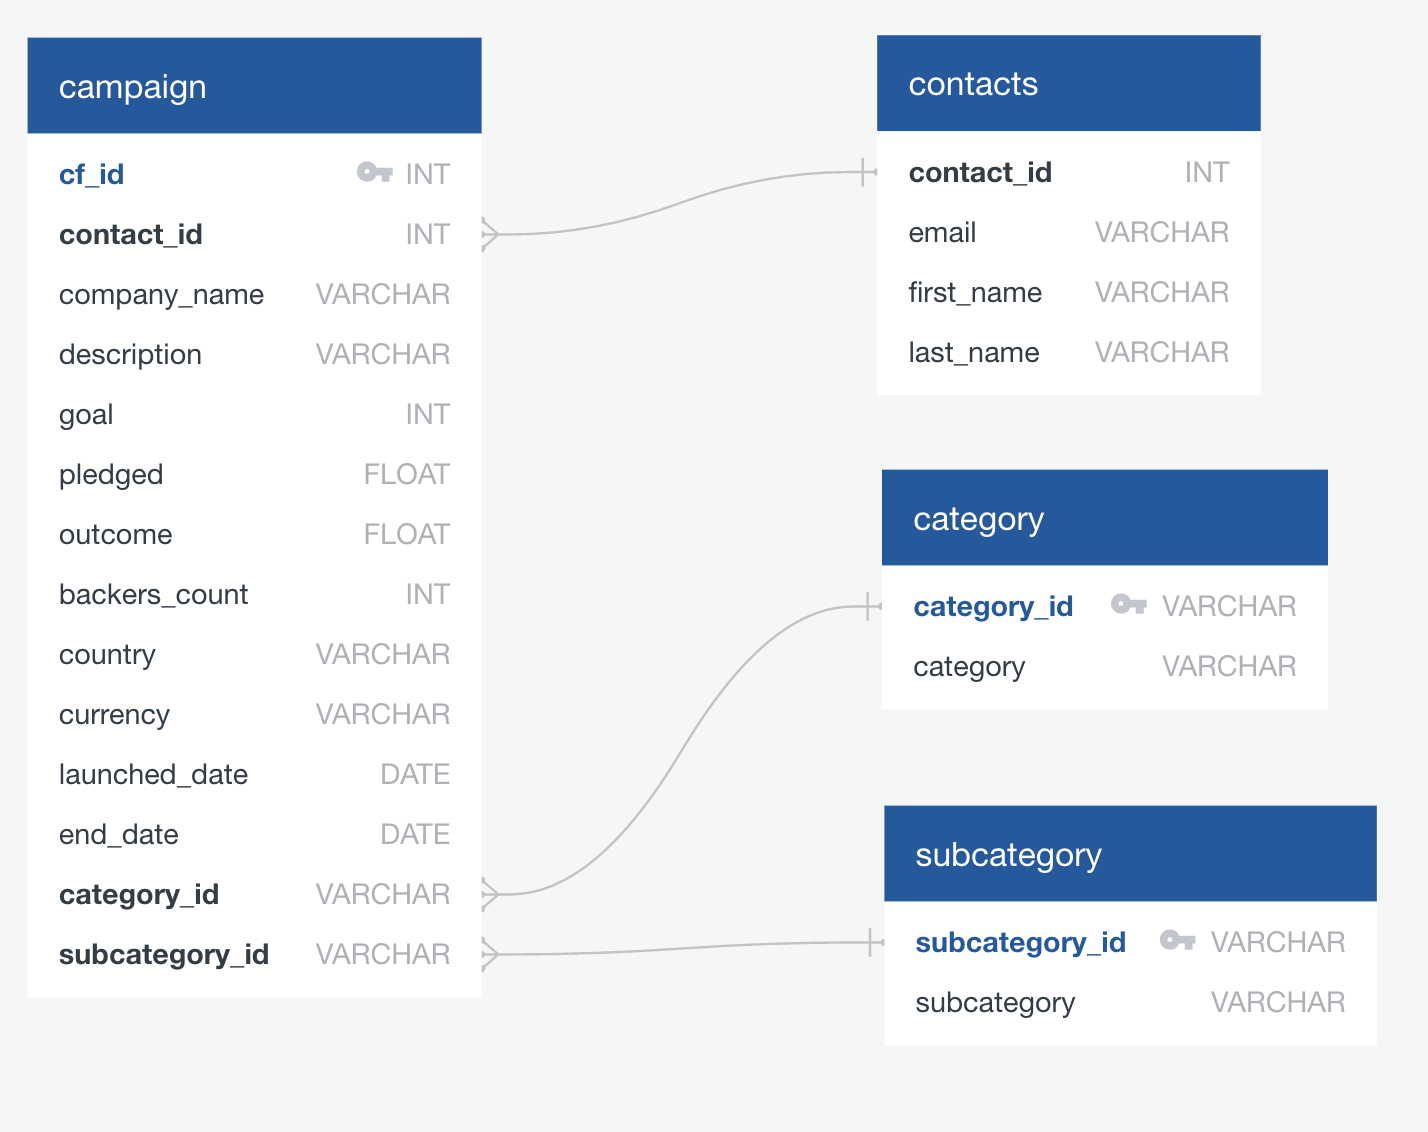 campaign
cf_id INT
contact_id INT
company_name VARCHAR
description VARCHAR
goal INT
pledged FLOAT
outcome FLOAT
backers_count INT
country VARCHAR
currency VARCHAR
launched_date DATE
end_date DATE
category_id VARCHAR
subcategory_id VARCHAR
contacts
contact_id INT
email VARCHAR
first_name VARCHAR
last_name VARCHAR
category
category_id VARCHAR
category VARCHAR
subcategory
subcategory_id VARCHAR
subcategory VARCHAR